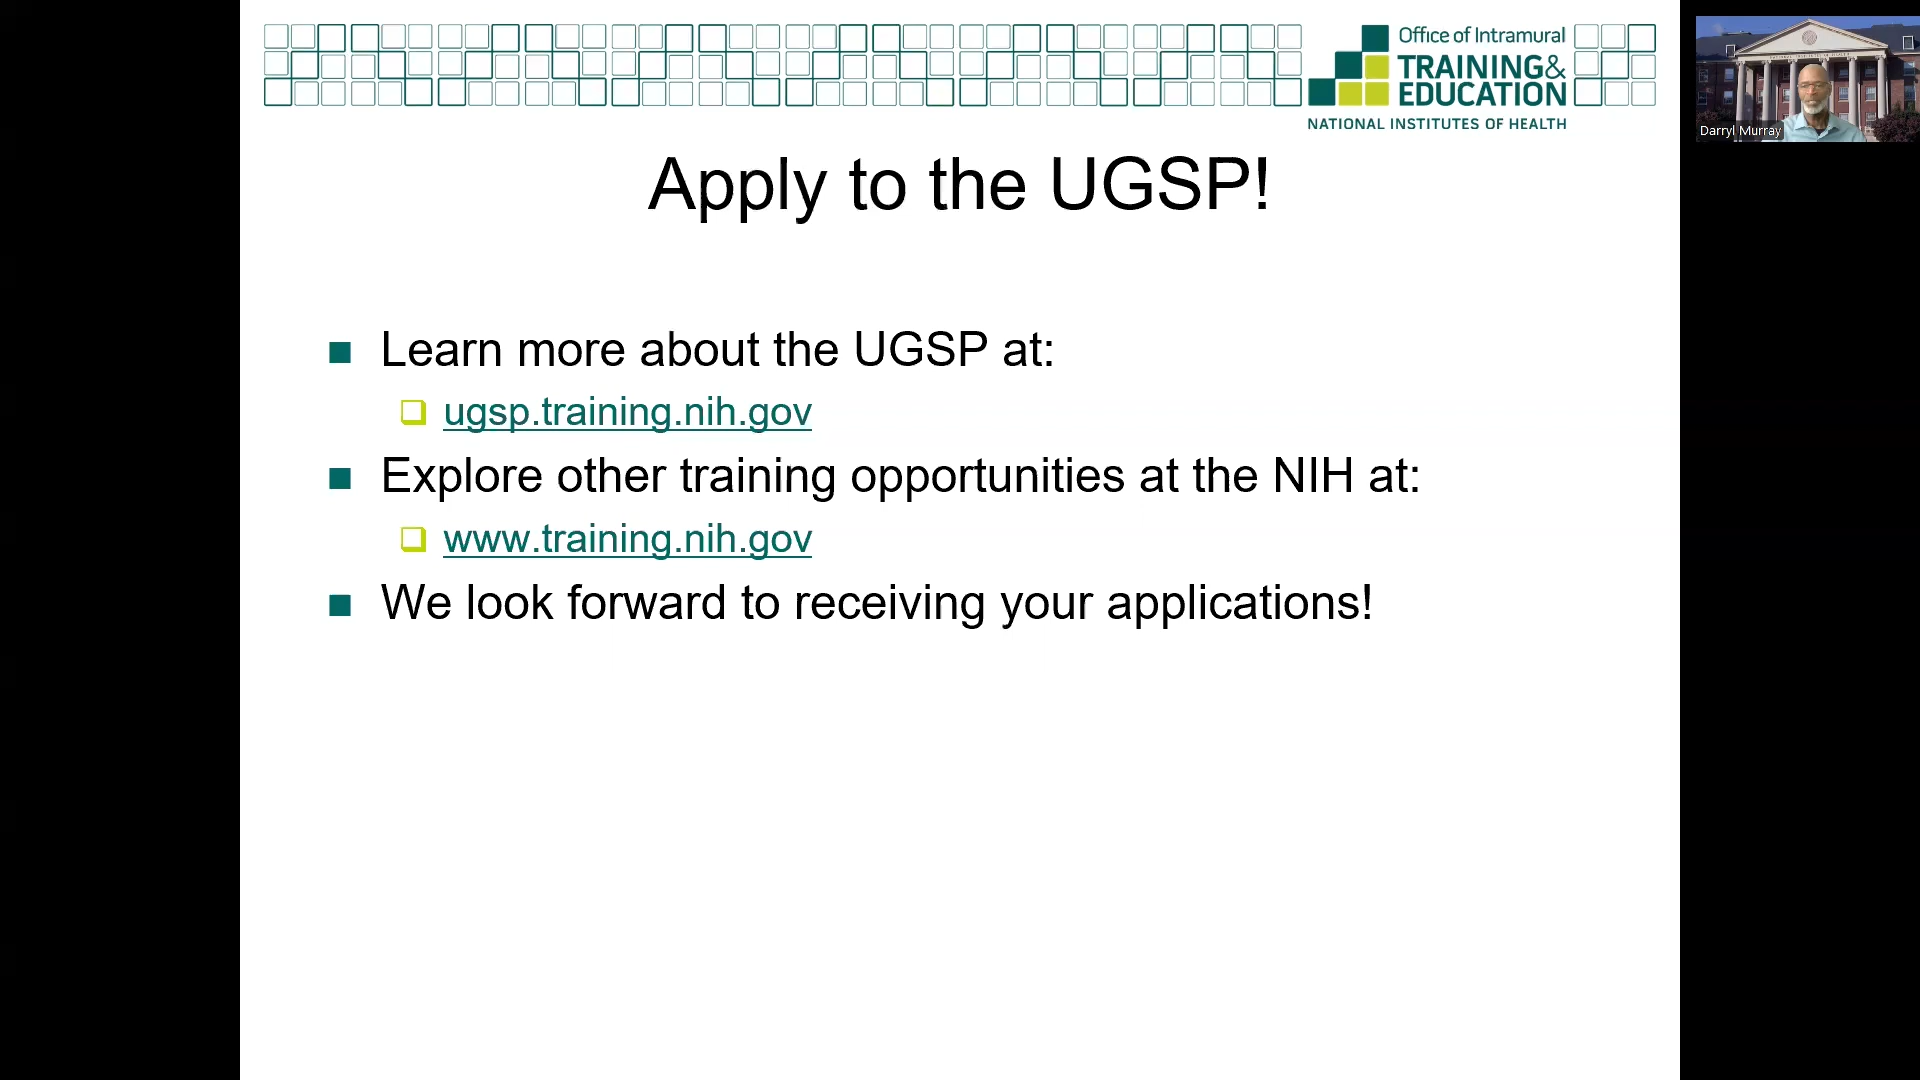 Office of Intramural
TRAINING&
EDUCATION
NATIONAL INSTITUTES OF HEALTH
Darryl Murray
Apply to the UGSP!
Learn more about the UGSP at:
ugsp.training.nih.gov
Explore other training opportunities at the NIH at:
www.training.nih.gov
We look forward to receiving your applications!